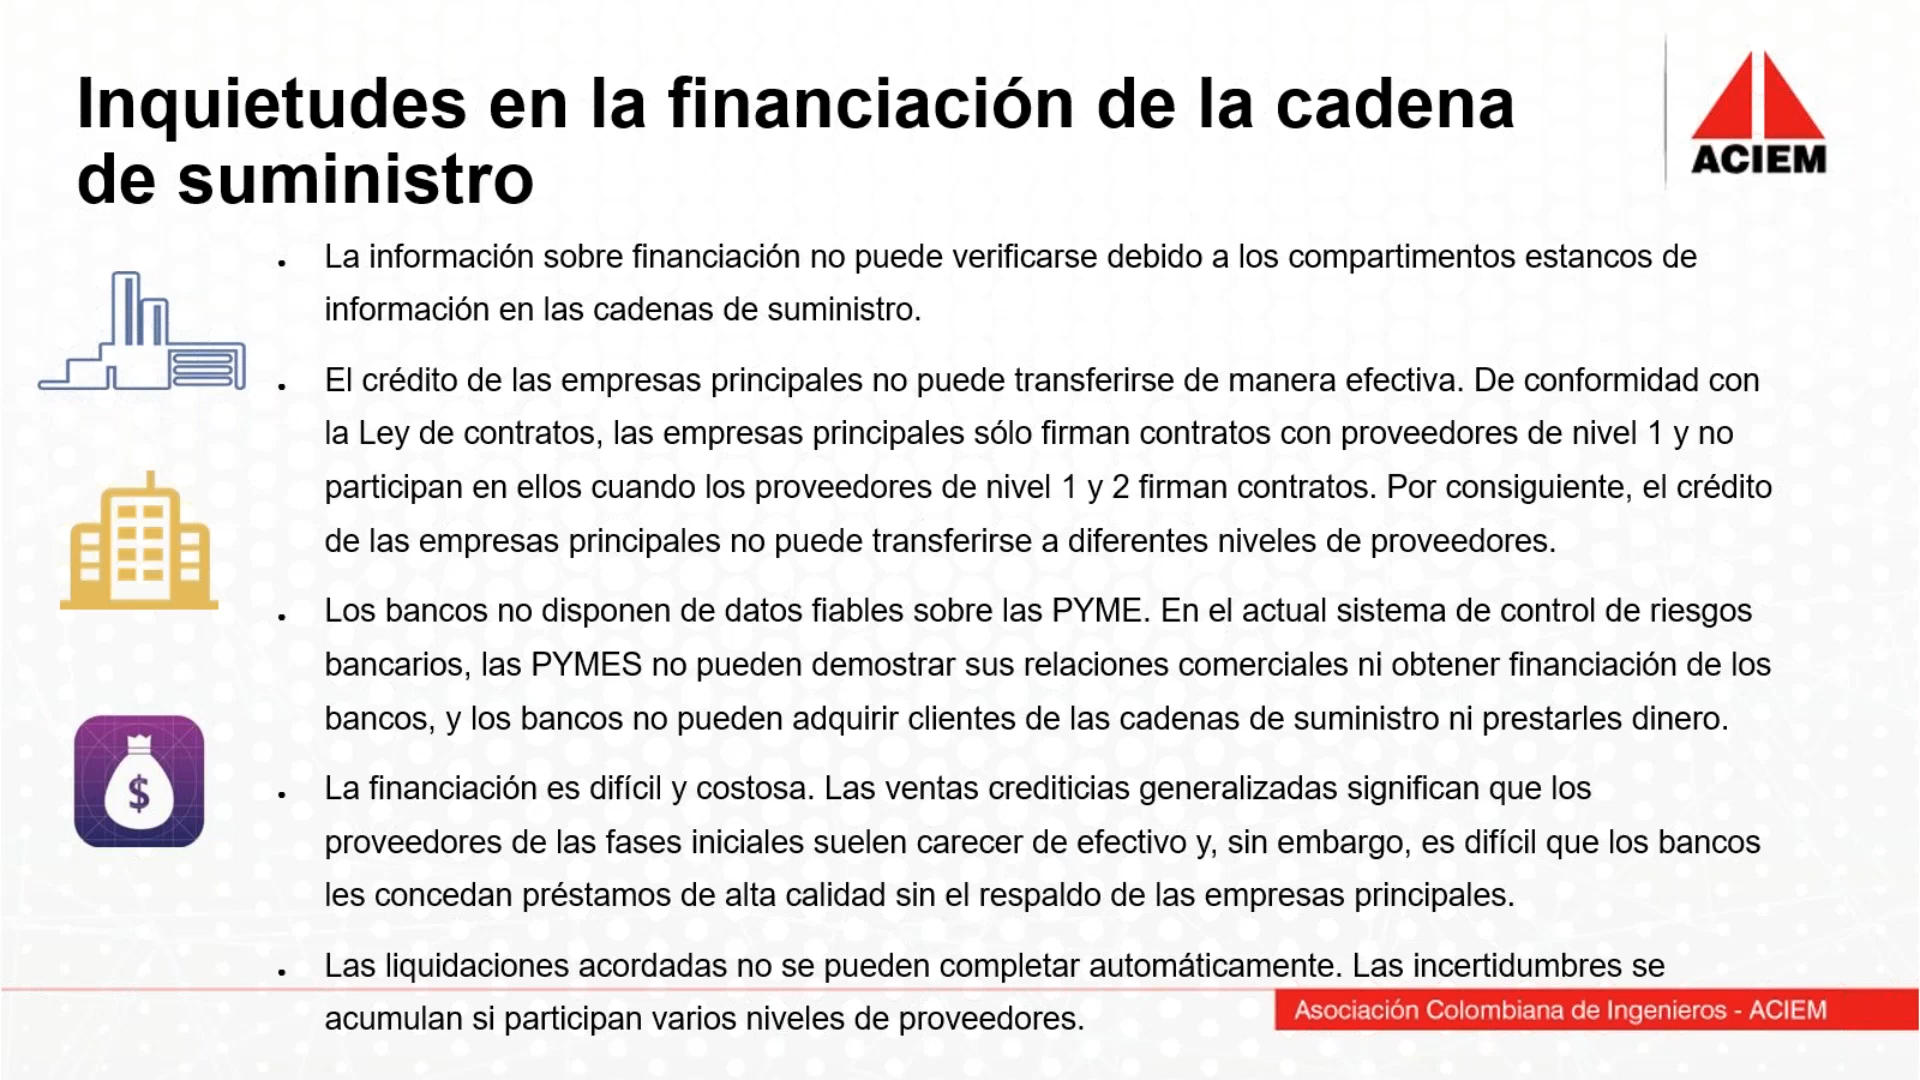 Inquietudes en la financiación de la cadena
de suministro
ACIEM
• La información sobre financiación no puede verificarse debido a los compartimentos estancos de
información en las cadenas de suministro.
• El crédito de las empresas principales no puede transferirse de manera efectiva. De conformidad con
la Ley de contratos, las empresas principales sólo firman contratos con proveedores de nivel 1 y no
participan en ellos cuando los proveedores de nivel 1 y 2 firman contratos. Por consiguiente, el crédito
de las empresas principales no puede transferirse a diferentes niveles de proveedores.
• Los bancos no disponen de datos fiables sobre las PYME. En el actual sistema de control de riesgos
bancarios, las PYMES no pueden demostrar sus relaciones comerciales ni obtener financiación de los
bancos, y los bancos no pueden adquirir clientes de las cadenas de suministro ni prestarles dinero.
$
• La financiación es difícil y costosa. Las ventas crediticias generalizadas significan que los
proveedores de las fases iniciales suelen carecer de efectivo y, sin embargo, es difícil que los bancos
les concedan préstamos de alta calidad sin el respaldo de las empresas principales.
• Las liquidaciones acordadas no se pueden completar automáticamente. Las incertidumbres se
acumulan si participan varios niveles de proveedores.
Asociación Colombiana de Ingenieros - ACIEM